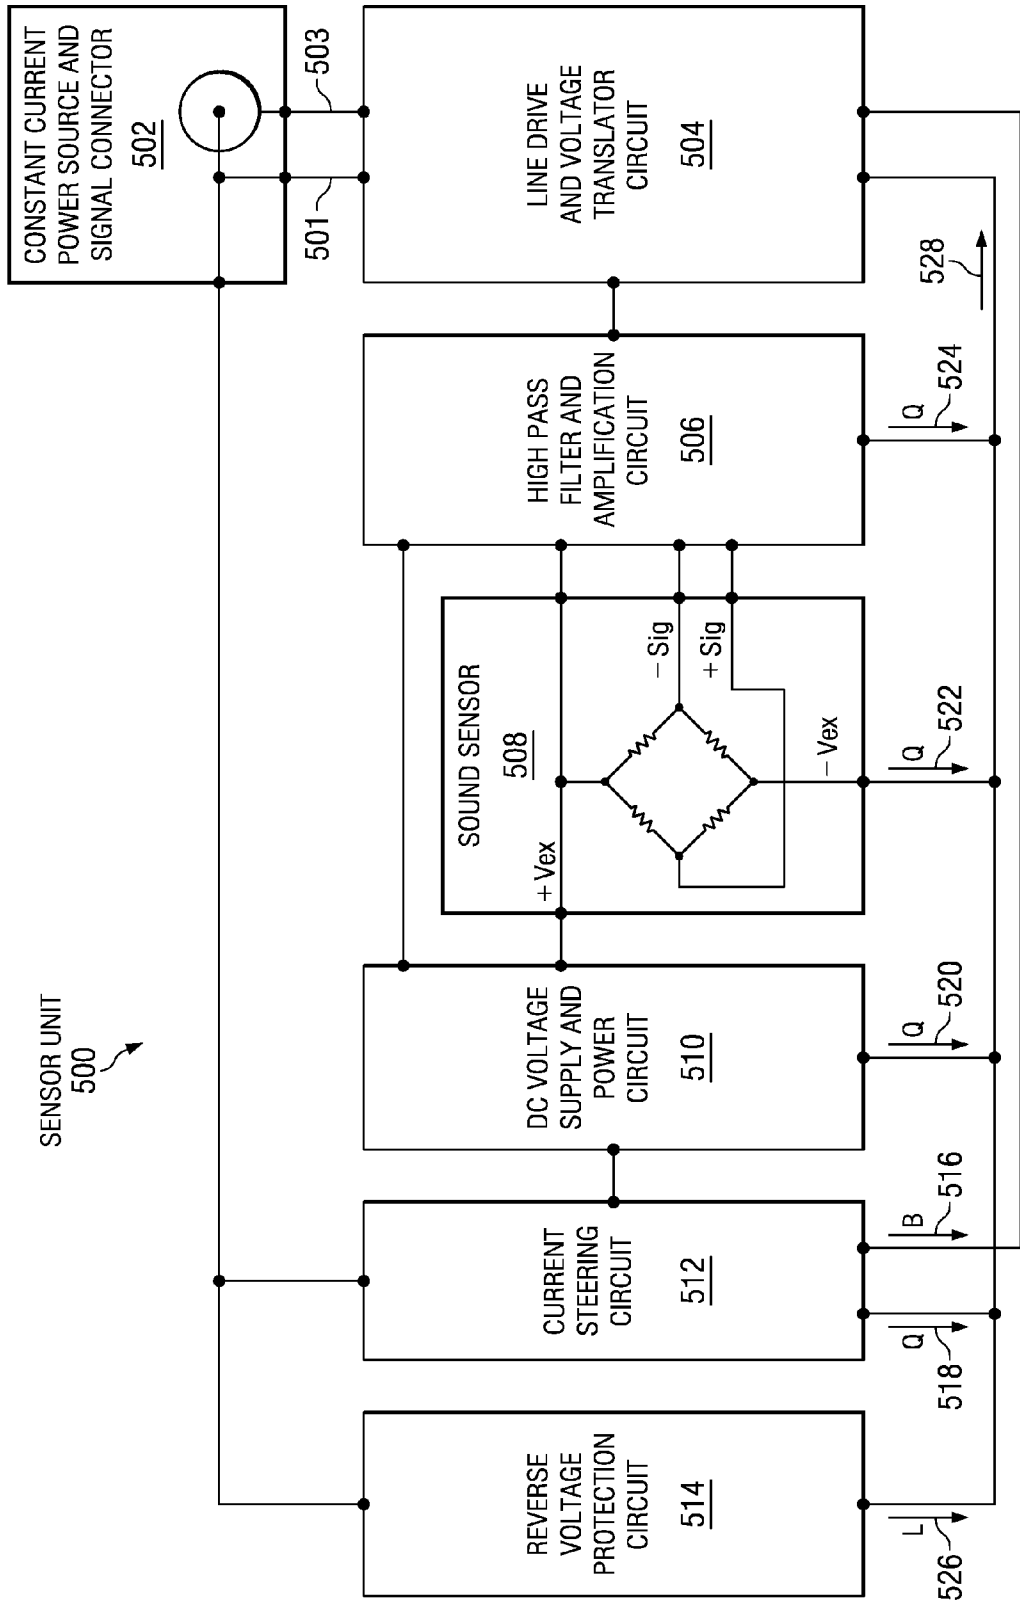 SENSOR UNIT
500
CONSTANT CURRENT
POWER SOURCE AND
SIGNAL CONNECTOR
502
501
503
REVERSE
VOLTAGE
PROTECTION
CIRCUIT
514
CURRENT
STEERING
CIRCUIT
512
DC VOLTAGE
SUPPLY AND
POWER
CIRCUIT
510
SOUND SENSOR
508
+ Vex
− Sig
+ Sig
− Vex
HIGH PASS
FILTER AND
AMPLIFICATION
CIRCUIT
506
LINE DRIVE
AND VOLTAGE
TRANSLATOR
CIRCUIT
504
L
526
Q
518
B
516
Q
520
Q
522
Q
524
528